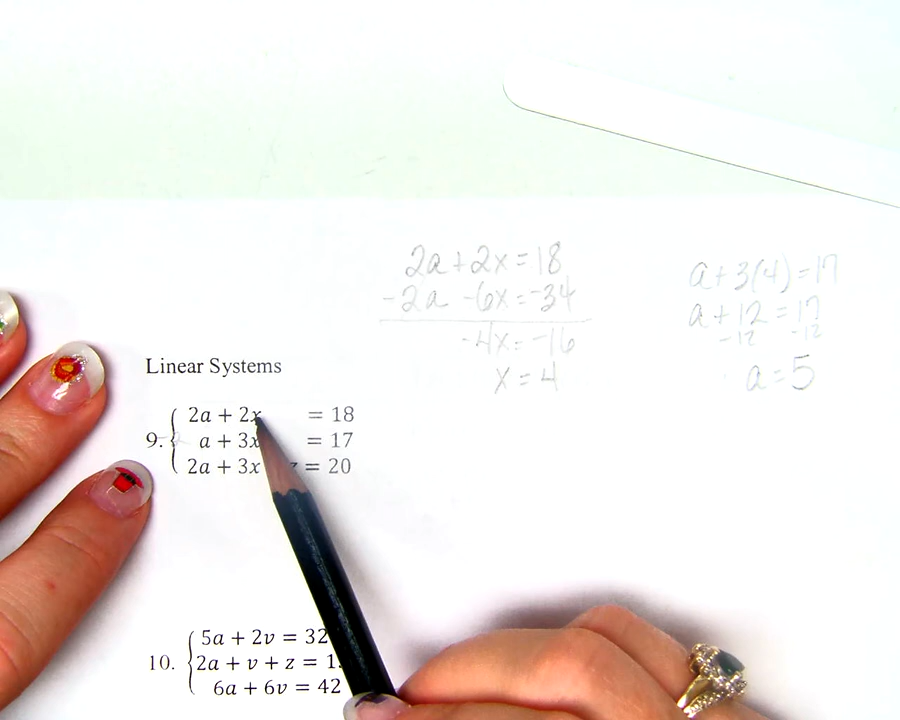 2a + 2x = 18
-2a -6x = -34
-4x = -16
x = 4
a + 3(4) = 17
a + 12 = 17
-12 -12
a = 5
Linear Systems
9. 2a + 2x = 18
-2 a + 3x = 17
2a + 3x z = 20
10. 5a + 2v = 32
2a + v + z =
6a + 6v = 42